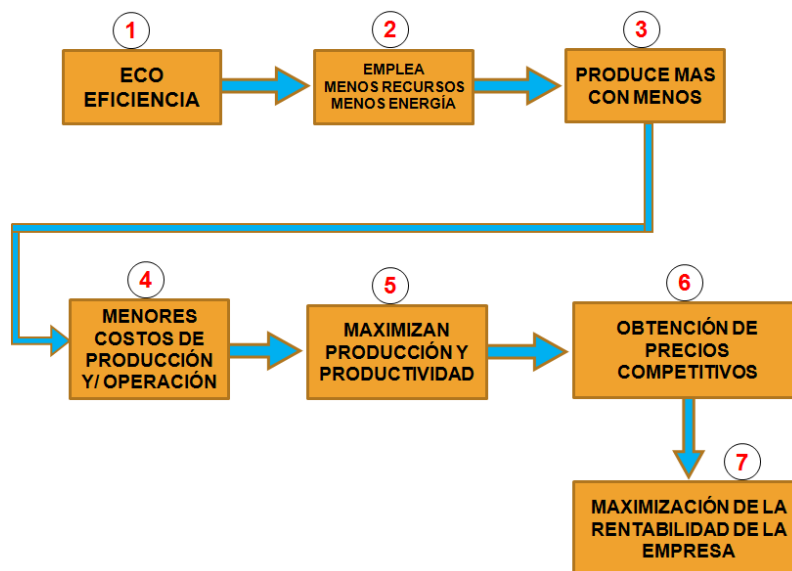 1
ECO
EFICIENCIA
2
EMPLEA
MENOS RECURSOS
MENOS ENERGÍA
3
PRODUCE MAS
CON MENOS
4
MENORES
COSTOS DE
PRODUCCIÓN
Y/ OPERACIÓN
5
MAXIMIZAN
PRODUCCIÓN Y
PRODUCTIVIDAD
6
OBTENCIÓN DE
PRECIOS
COMPETITIVOS
7
MAXIMIZACIÓN DE LA
RENTABILIDAD DE LA
EMPRESA